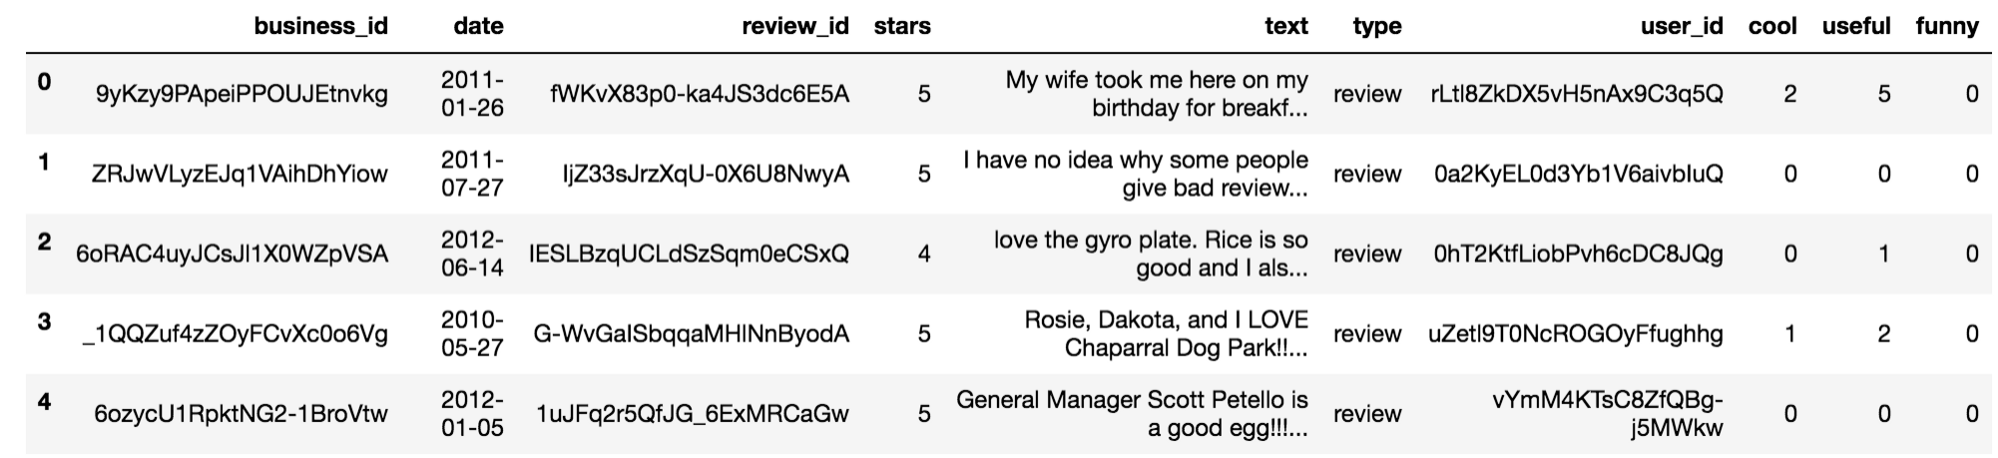 business_id date review_id stars text type user_id cool useful funny
0 9yKzy9PApeiPPOUJEtnvkg 2011-01-26 fWKvX83p0-ka4JS3dc6E5A 5 My wife took me here on my birthday for breakf... review rLtl8ZkDX5vH5nAx9C3q5Q 2 5 0
1 ZRJwVLyzEJq1VAihDhYiow 2011-07-27 IjZ33sJrzXqU-0X6U8NwyA 5 I have no idea why some people give bad review... review 0a2KyEL0d3Yb1V6aivbIuQ 0 0 0
2 6oRAC4uyJCsJl1X0WZpVSA 2012-06-14 IESLBzqUCLdSzSqm0eCSxQ 4 love the gyro plate. Rice is so good and I als... review 0hT2KtfLiobPvh6cDC8JQg 0 1 0
3 _1QQZuf4zZOyFCvXc0o6Vg 2010-05-27 G-WvGaISbqqaMHlNnByodA 5 Rosie, Dakota, and I LOVE Chaparral Dog Park!!... review uZetl9T0NcROGOyFfughhg 1 2 0
4 6ozycU1RpktNG2-1BroVtw 2012-01-05 1uJFq2r5QfJG_6ExMRCaGw 5 General Manager Scott Petello is a good egg!!!... review vYmM4KTsC8ZfQBg-j5MWkw 0 0 0